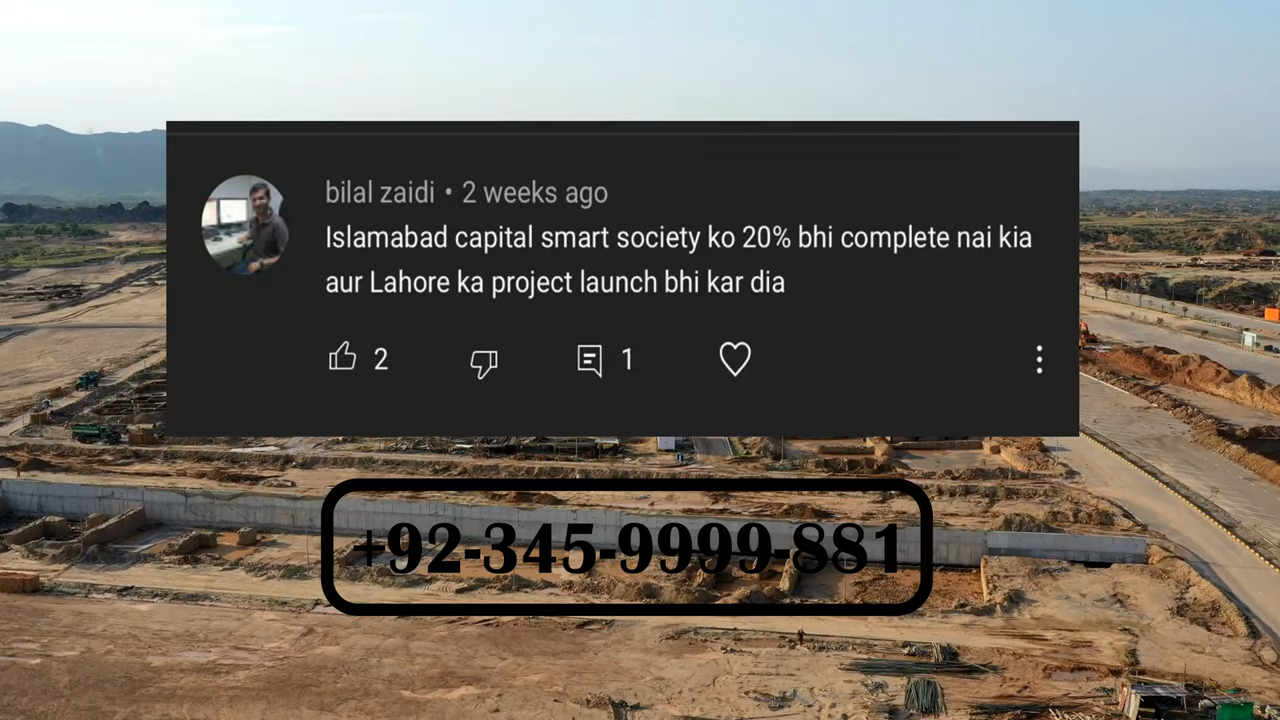 bilal zaidi • 2 weeks ago
Islamabad capital smart society ko 20% bhi complete nai kia
aur Lahore ka project launch bhi kar dia
2 1
+92-345-9999-881